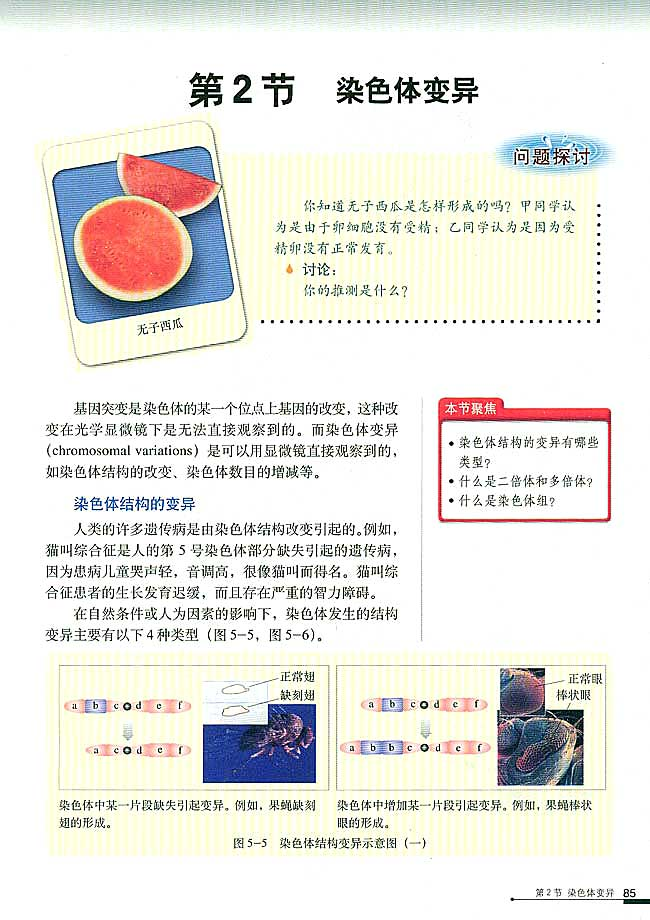 第2节 染色体变异
问题探讨
你知道无子西瓜是怎样形成的吗？甲同学认
为是由于卵细胞没有受精；乙同学认为是因为受
精卵没有正常发育。
讨论：
你的推测是什么？
无子西瓜
基因突变是染色体的某一个位点上基因的改变，这种改
变在光学显微镜下是无法直接观察到的。而染色体变异
（chromosomal variations）是可以用显微镜直接观察到的，
如染色体结构的改变、染色体数目的增减等。
本节聚焦
• 染色体结构的变异有哪些
类型？
• 什么是二倍体和多倍体？
• 什么是染色体组？
染色体结构的变异
人类的许多遗传病是由染色体结构改变引起的。例如，
猫叫综合征是人的第 5 号染色体部分缺失引起的遗传病，
因为患病儿童哭声轻，音调高，很像猫叫而得名。猫叫综
合征患者的生长发育迟缓，而且存在严重的智力障碍。
在自然条件或人为因素的影响下，染色体发生的结构
变异主要有以下4种类型（图5-5，图5-6）。
a b c d e f
a c d e f
正常翅
缺刻翅
a b c d e f
a b b c d e f
正常眼
棒状眼
染色体中某一片段缺失引起变异。例如，果蝇缺刻
翅的形成。
染色体中增加某一片段引起变异。例如，果蝇棒状
眼的形成。
图5-5 染色体结构变异示意图（一）
第2节 染色体变异 85